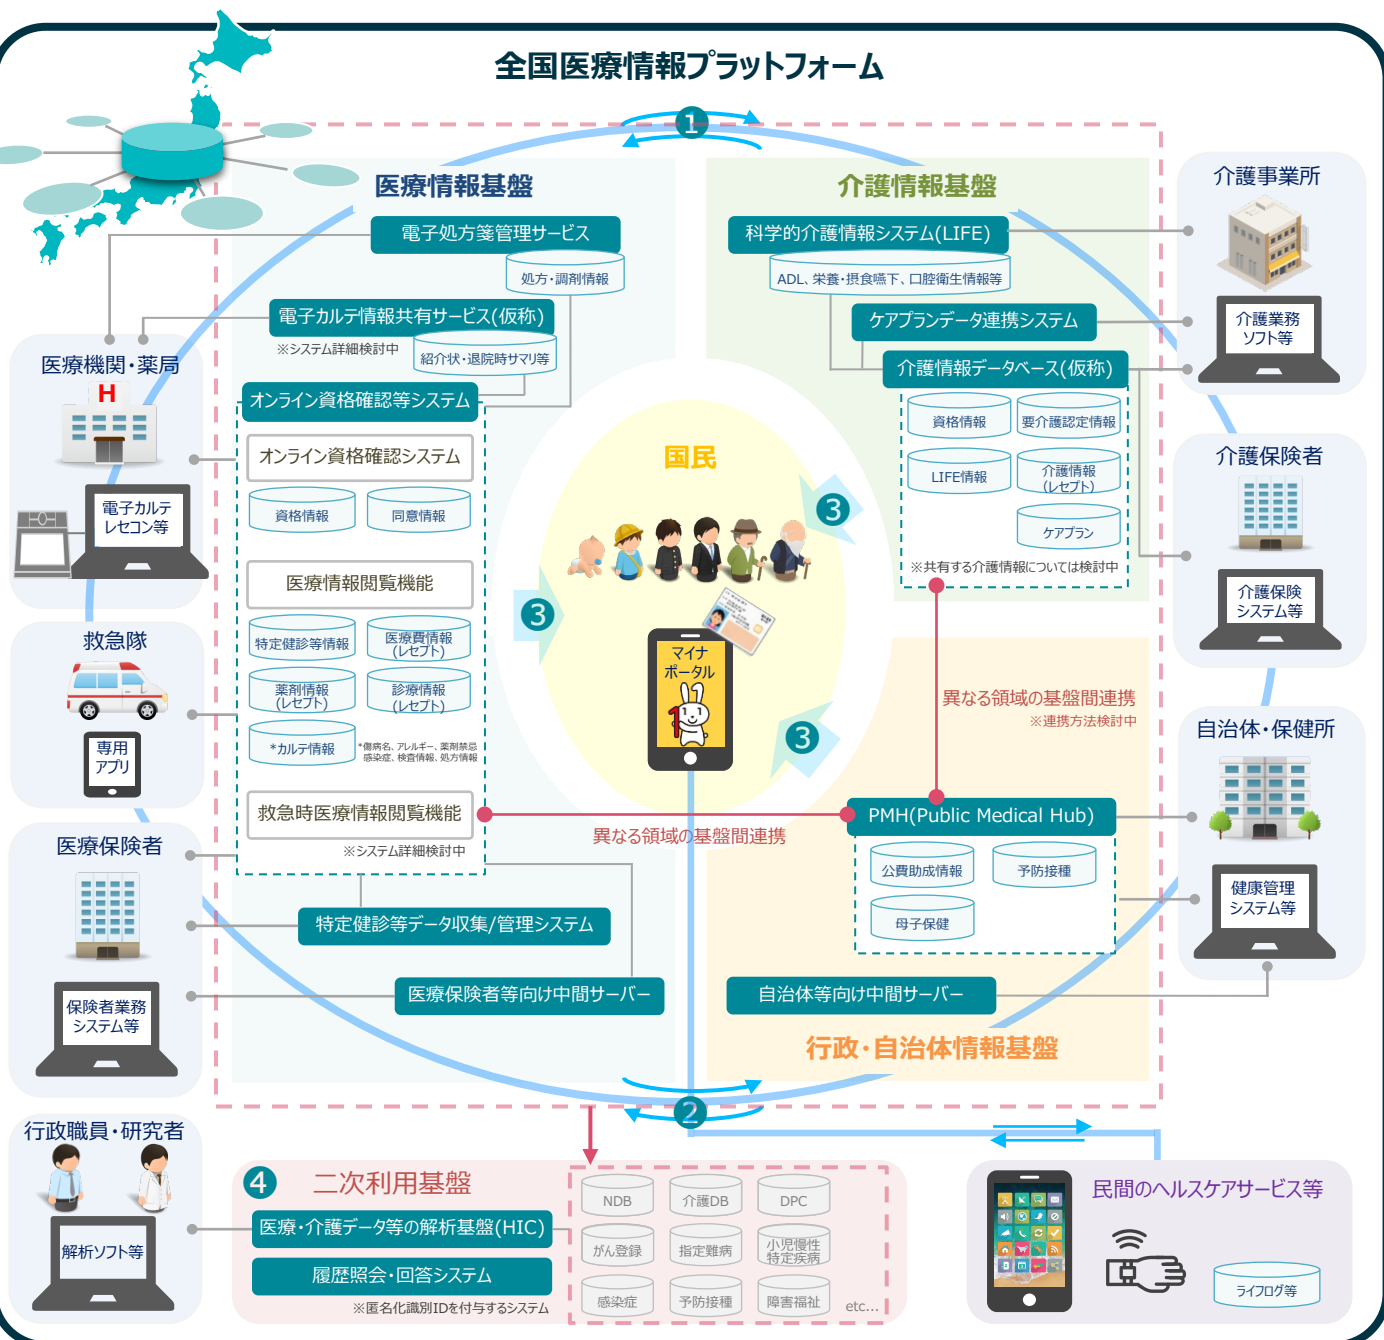 全国医療情報プラットフォーム
1
医療情報基盤
電子処方箋管理サービス
処方・調剤情報
電子カルテ情報共有サービス(仮称)
※システム詳細検討中
紹介状・退院時サマリ等
オンライン資格確認等システム
オンライン資格確認システム
資格情報
同意情報
医療情報閲覧機能
特定健診等情報
医療費情報
(レセプト)
薬剤情報
(レセプト)
診療情報
(レセプト)
*カルテ情報
*傷病名、アレルギー、薬剤禁忌
感染症、検査情報、処方情報
救急時医療情報閲覧機能
※システム詳細検討中
特定健診等データ収集/管理システム
医療保険者等向け中間サーバー
介護情報基盤
科学的介護情報システム(LIFE)
ADL、栄養・摂食嚥下、口腔衛生情報等
ケアプランデータ連携システム
介護情報データベース(仮称)
資格情報
要介護認定情報
LIFE情報
介護情報
(レセプト)
ケアプラン
※共有する介護情報については検討中
国民
3
3
3
マイナ
ポータル
1
異なる領域の基盤間連携
※連携方法検討中
異なる領域の基盤間連携
PMH(Public Medical Hub)
公費助成情報
予防接種
母子保健
自治体等向け中間サーバー
行政・自治体情報基盤
2
医療機関・薬局
H
電子カルテ
レセコン等
救急隊
専用
アプリ
医療保険者
保険者業務
システム等
行政職員・研究者
解析ソフト等
介護事業所
介護業務
ソフト等
介護保険者
介護保険
システム等
自治体・保健所
健康管理
システム等
4
二次利用基盤
医療・介護データ等の解析基盤(HIC)
履歴照会・回答システム
※匿名化識別IDを付与するシステム
NDB
介護DB
DPC
がん登録
指定難病
小児慢性
特定疾病
感染症
予防接種
障害福祉
etc...
民間のヘルスケアサービス等
ライフログ等